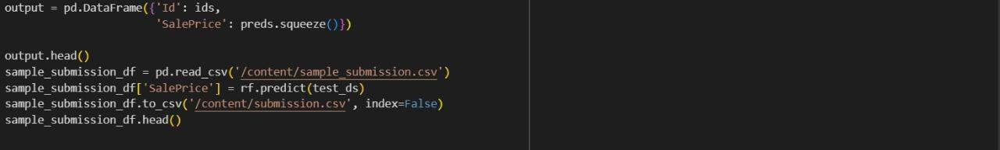 output = pd.DataFrame({'Id': ids,
                       'SalePrice': preds.squeeze()})
output.head()
sample_submission_df = pd.read_csv('/content/sample_submission.csv')
sample_submission_df['SalePrice'] = rf.predict(test_ds)
sample_submission_df.to_csv('/content/submission.csv', index=False)
sample_submission_df.head()